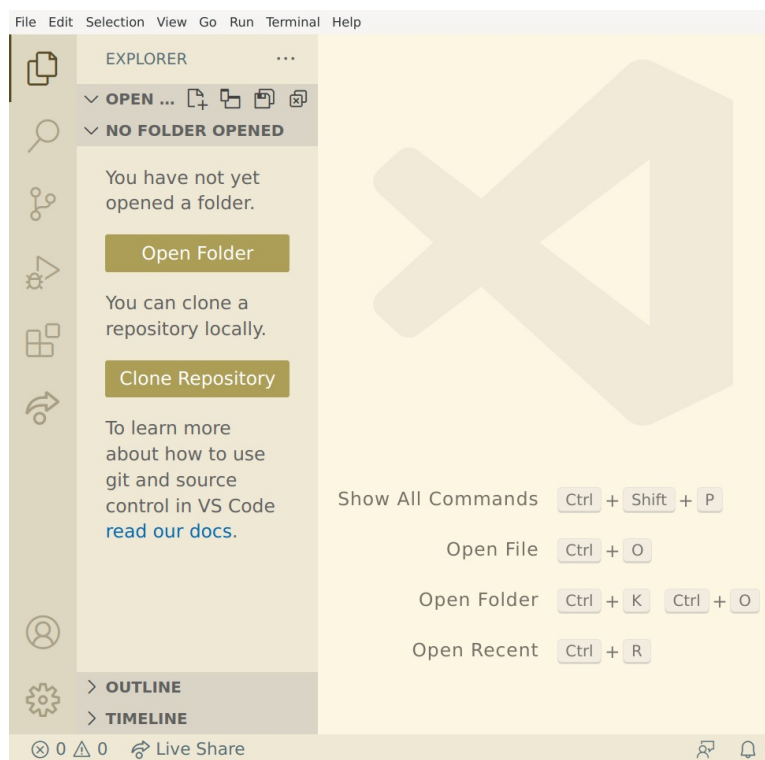 File Edit Selection View Go Run Terminal Help
EXPLORER ...
OPEN ...
NO FOLDER OPENED
You have not yet
opened a folder.
Open Folder
You can clone a
repository locally.
Clone Repository
To learn more
about how to use
git and source
control in VS Code
read our docs.
OUTLINE
TIMELINE
Show All Commands Ctrl + Shift + P
Open File Ctrl + O
Open Folder Ctrl + K Ctrl + O
Open Recent Ctrl + R
0 0 Live Share